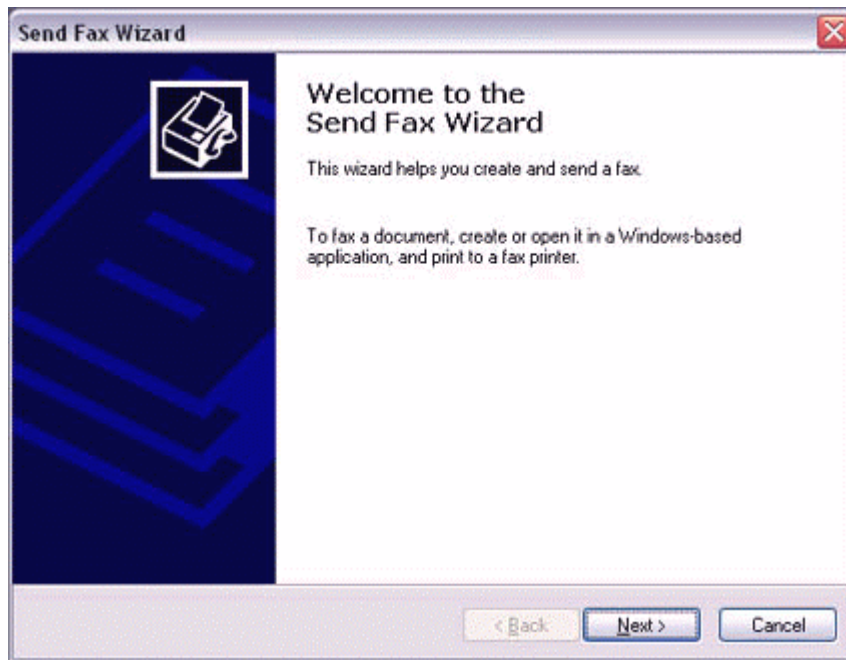 Send Fax Wizard
Welcome to the
Send Fax Wizard
This wizard helps you create and send a fax.
To fax a document, create or open it in a Windows-based
application, and print to a fax printer.
< Back
Next >
Cancel